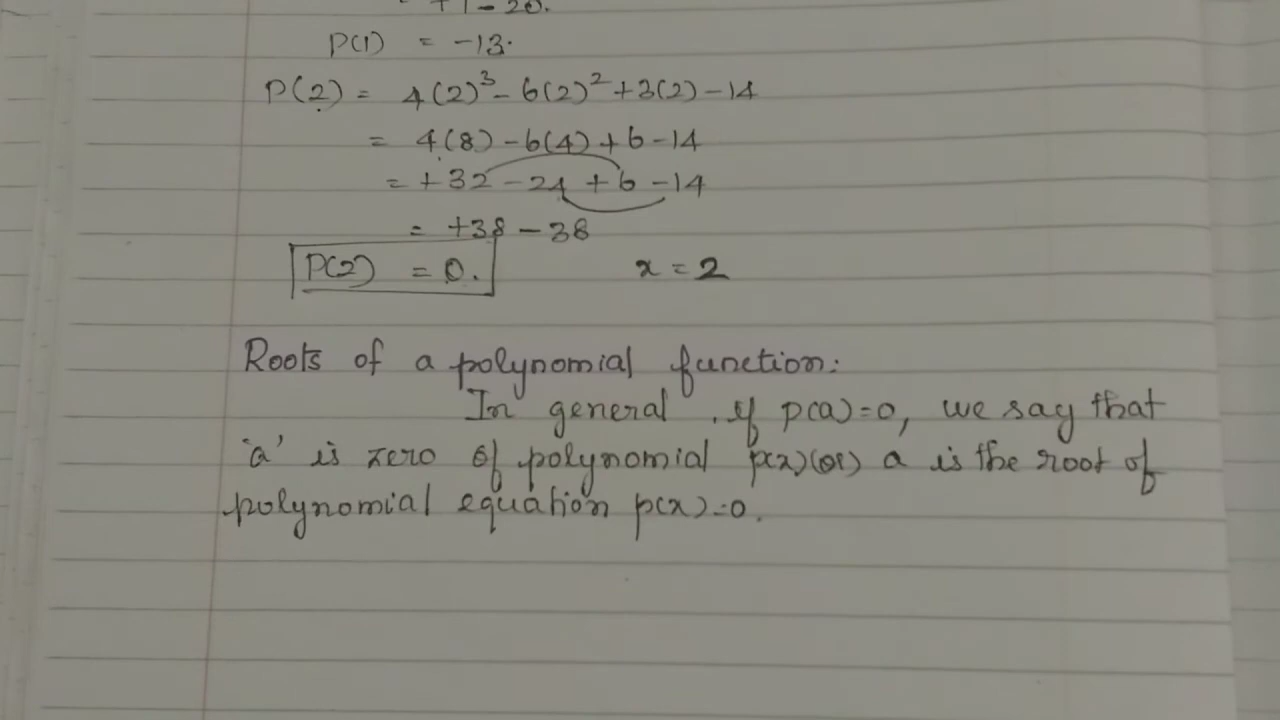 = +7 - 20.
P(1) = -13.
P(2) = 4(2)³ - 6(2)² + 3(2) - 14
= 4(8) - 6(4) + 6 - 14
= +32 - 24 + 6 - 14
= +38 - 38
P(2) = 0. x = 2
Roots of a polynomial function:
In general, if p(a)=0, we say that
'a' is zero of polynomial p(x) (or) a is the root of
polynomial equation p(x)=0.